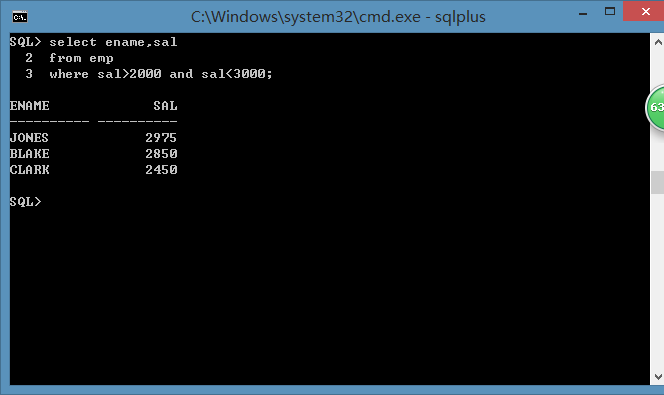 C:\Windows\system32\cmd.exe - sqlplus
SQL> select ename,sal
  2  from emp
  3  where sal>2000 and sal<3000;
ENAME             SAL
---------- ----------
JONES            2975
BLAKE            2850
CLARK            2450
SQL>
63